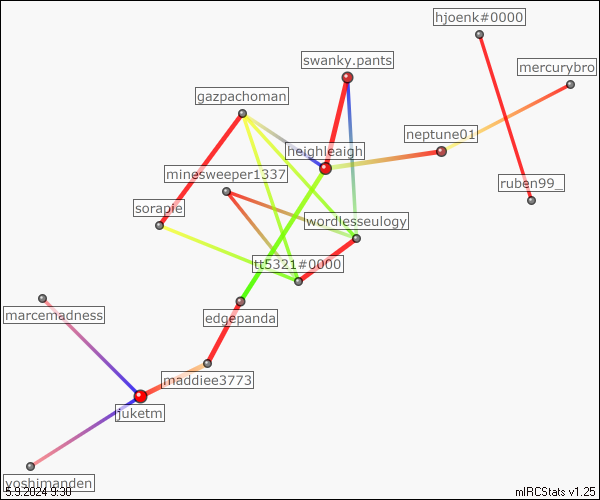 hjoenk#0000
swanky.pants
mercurybro
gazpachoman
neptune01
heighleaigh
minesweeper1337
ruben99_
sorapie
wordlesseulogy
tt5321#0000
marcemadness
edgepanda
maddiee3773
juketm
yoshimanden
5.9.2024 9:30
mIRCStats v1.25